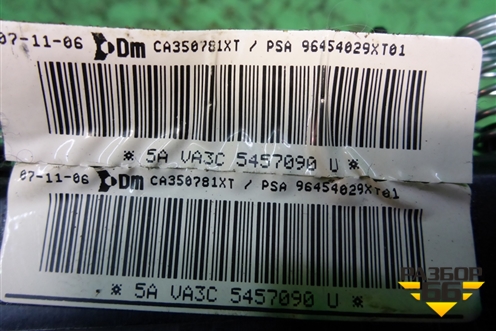 07-11-06 Dm CA350781XT / PSA 96454029XT01
* 5A VA3C 5457090 U *
07-11-06 Dm CA350781XT / PSA 96454029XT01
* 5A VA3C 5457090 U *
РАЗБОР
66